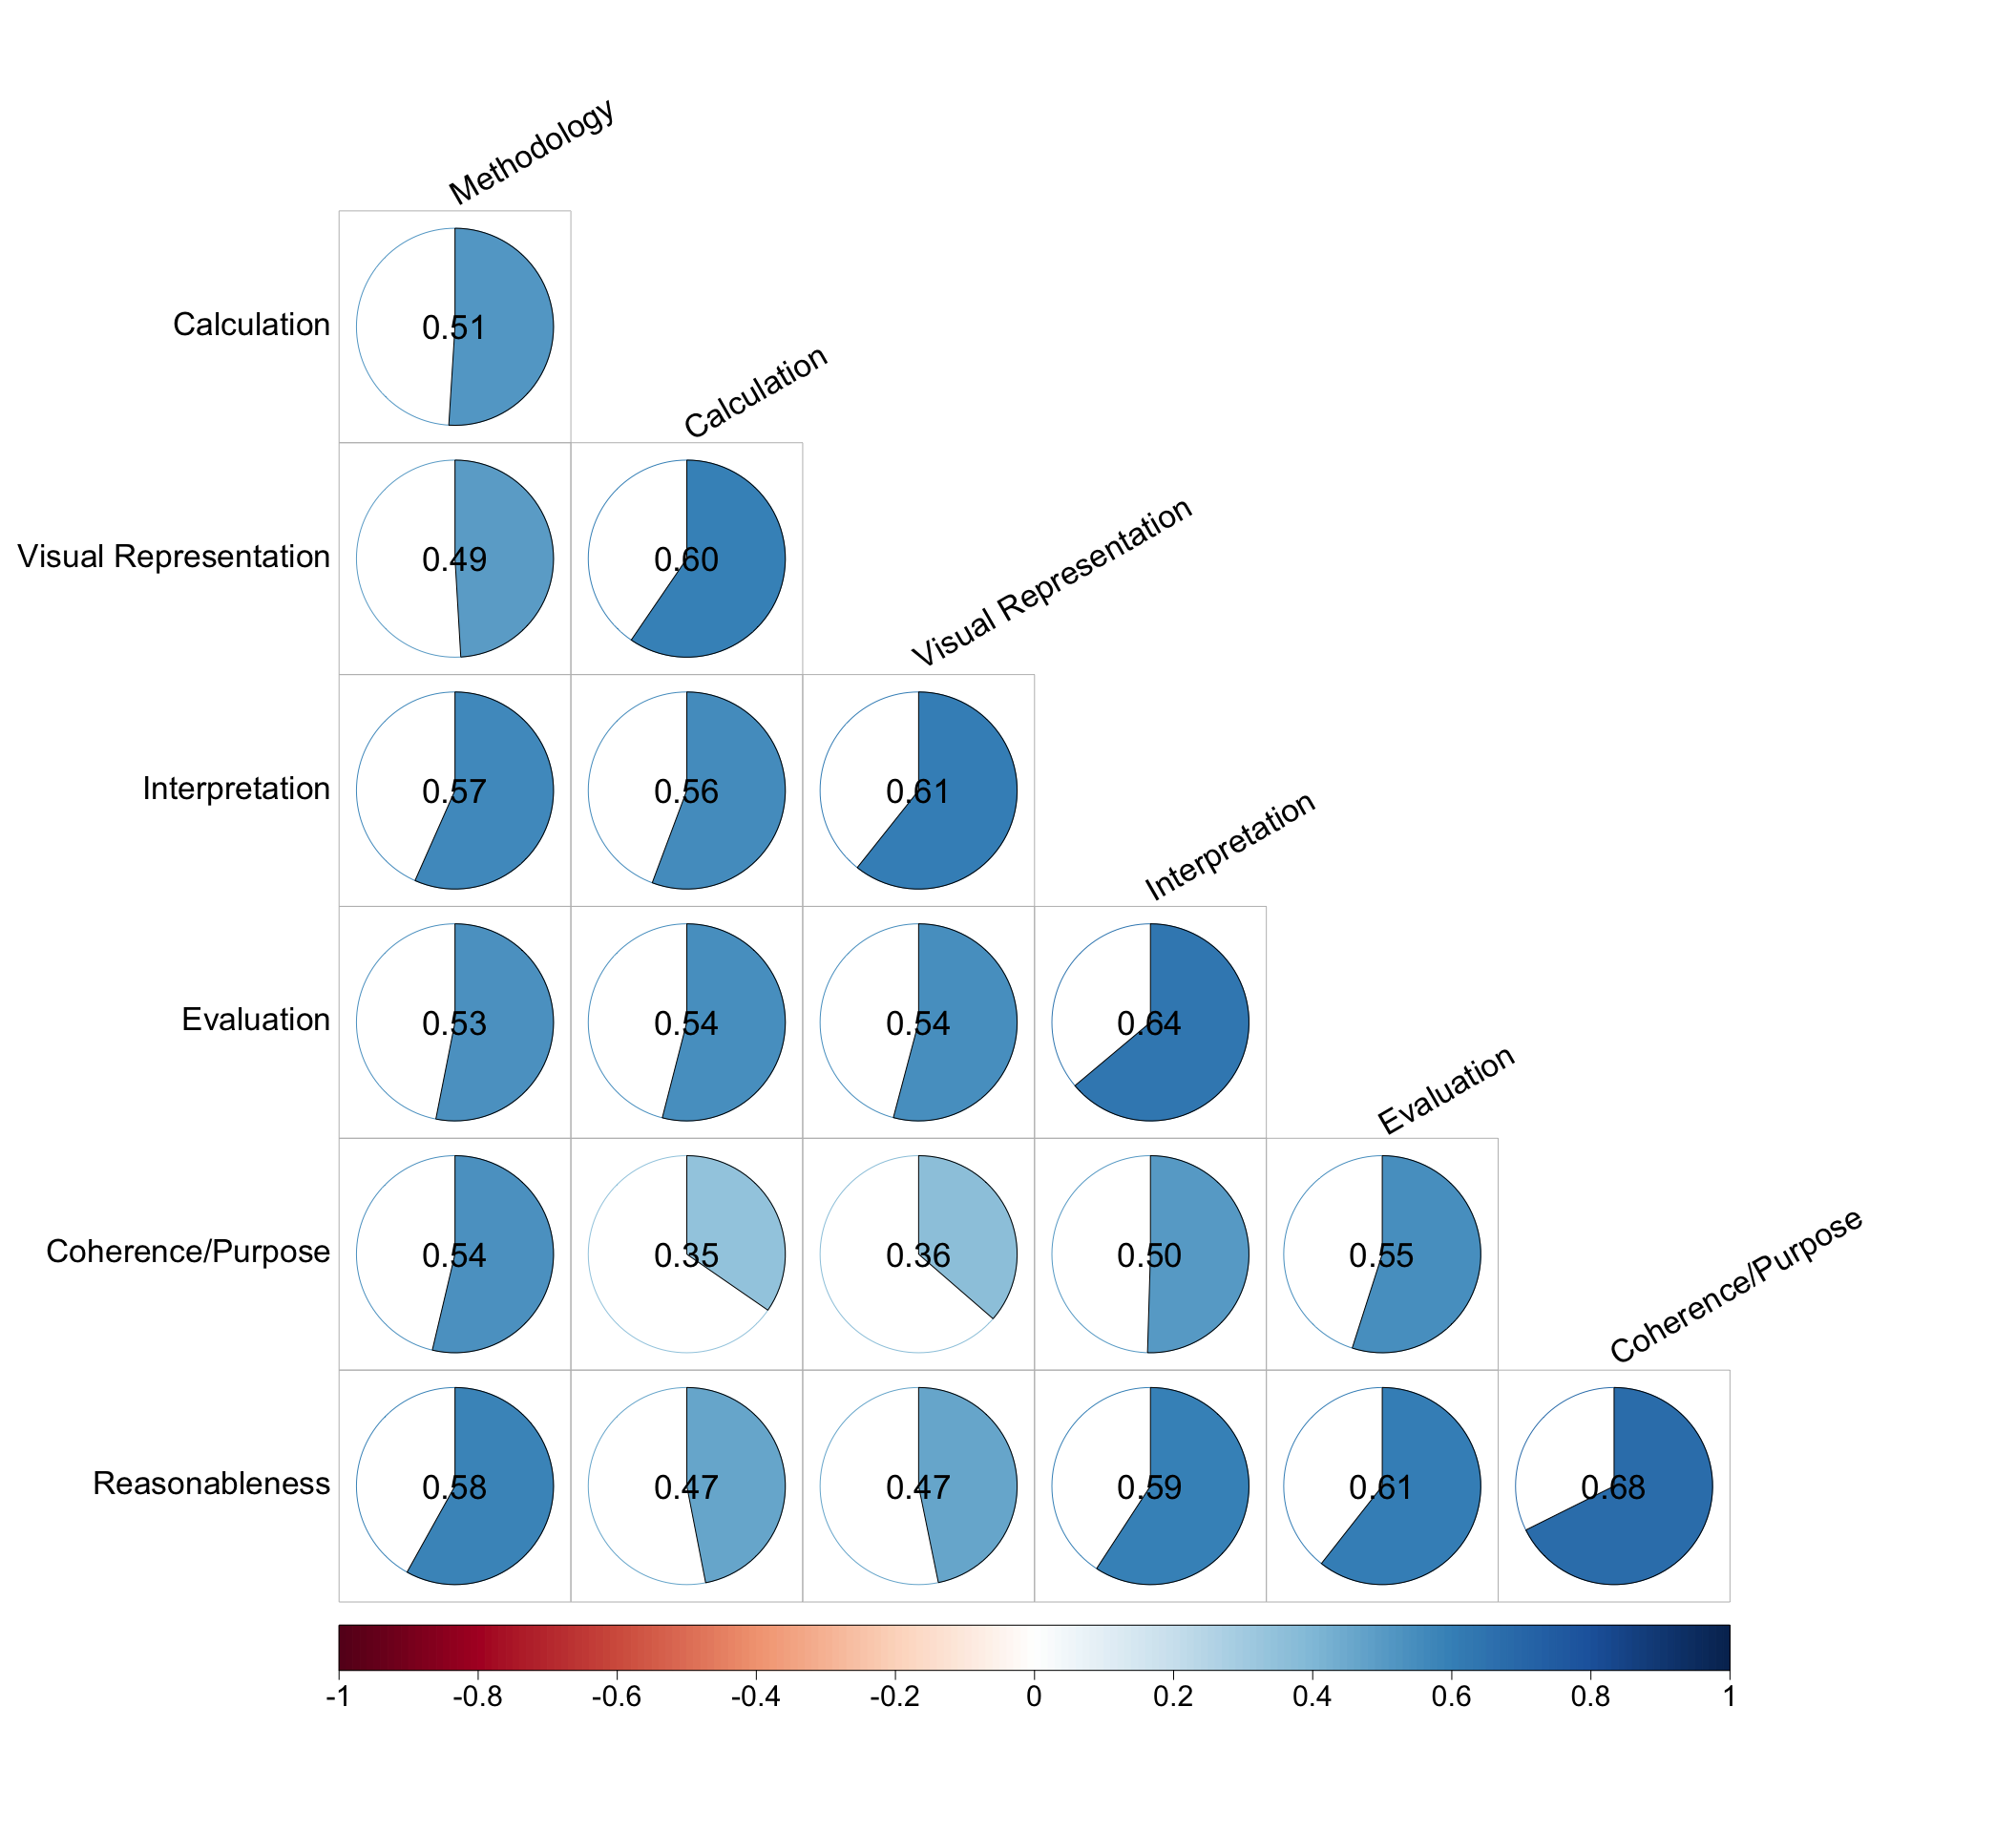 Methodology
Calculation
0.51
Calculation
Visual Representation
0.49
0.60
Visual Representation
Interpretation
0.57
0.56
0.61
Interpretation
Evaluation
0.53
0.54
0.54
0.64
Evaluation
Coherence/Purpose
0.54
0.35
0.36
0.50
0.55
Coherence/Purpose
Reasonableness
0.58
0.47
0.47
0.59
0.61
0.68
-1 -0.8 -0.6 -0.4 -0.2 0 0.2 0.4 0.6 0.8 1